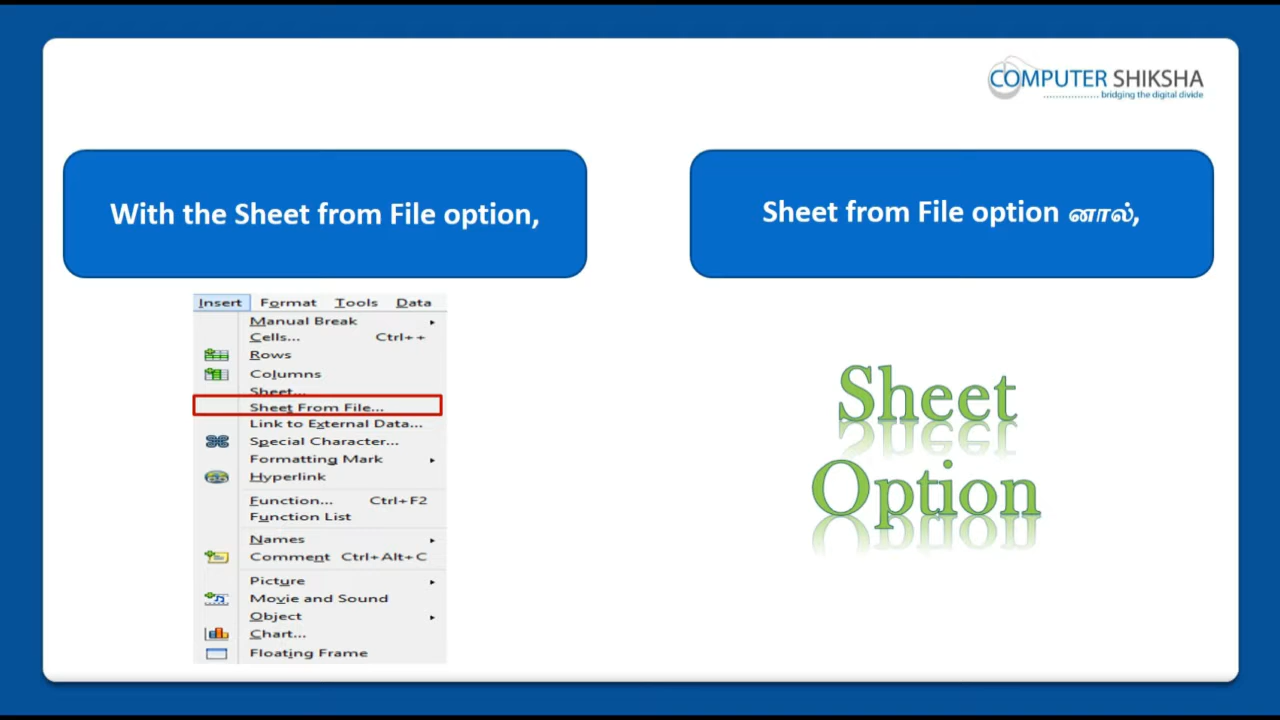 COMPUTER SHIKSHA
bridging the digital divide
With the Sheet from File option,
Sheet from File option னால்,
Insert Format Tools Data
Manual Break
Cells... Ctrl++
Rows
Columns
Sheet...
Sheet From File...
Link to External Data...
Special Character...
Formatting Mark
Hyperlink
Function... Ctrl+F2
Function List
Names
Comment Ctrl+Alt+C
Picture
Movie and Sound
Object
Chart...
Floating Frame
Sheet
Option